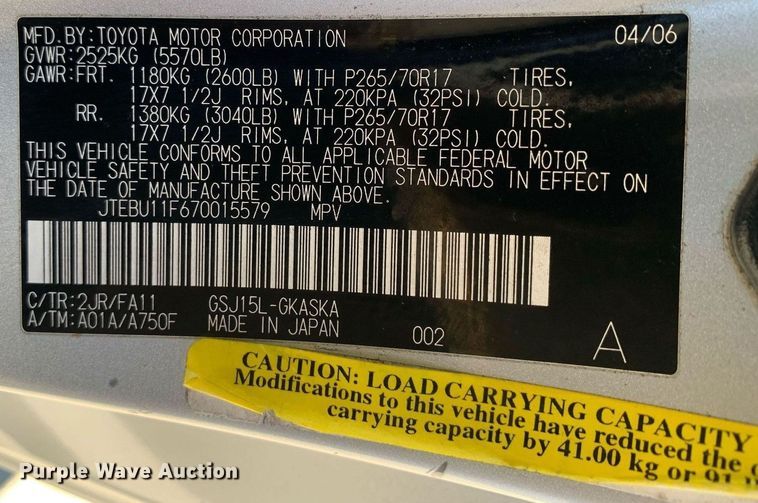 MFD.BY:TOYOTA MOTOR CORPORATION 04/06
GVWR:2525KG (5570LB)
GAWR:FRT. 1180KG (2600LB) WITH P265/70R17 TIRES,
17X7 1/2J RIMS, AT 220KPA (32PSI) COLD.
RR. 1380KG (3040LB) WITH P265/70R17 TIRES,
17X7 1/2J RIMS, AT 220KPA (32PSI) COLD.
THIS VEHICLE CONFORMS TO ALL APPLICABLE FEDERAL MOTOR
VEHICLE SAFETY AND THEFT PREVENTION STANDARDS IN EFFECT ON
THE DATE OF MANUFACTURE SHOWN ABOVE.
JTEBU11F670015579 MPV
C/TR:2JR/FA11 GSJ15L-GKASKA
A/TM:A01A/A750F MADE IN JAPAN 002 A
CAUTION: LOAD CARRYING CAPACITY
Modifications to this vehicle have reduced the
carrying capacity by 41.00 kg or
Purple Wave Auction